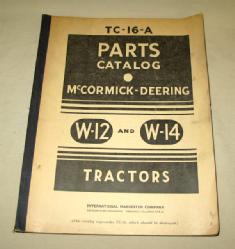 TC-16-A
PARTS
CATALOG
McCORMICK-DEERING
W-12 AND W-14
TRACTORS
INTERNATIONAL HARVESTER COMPANY